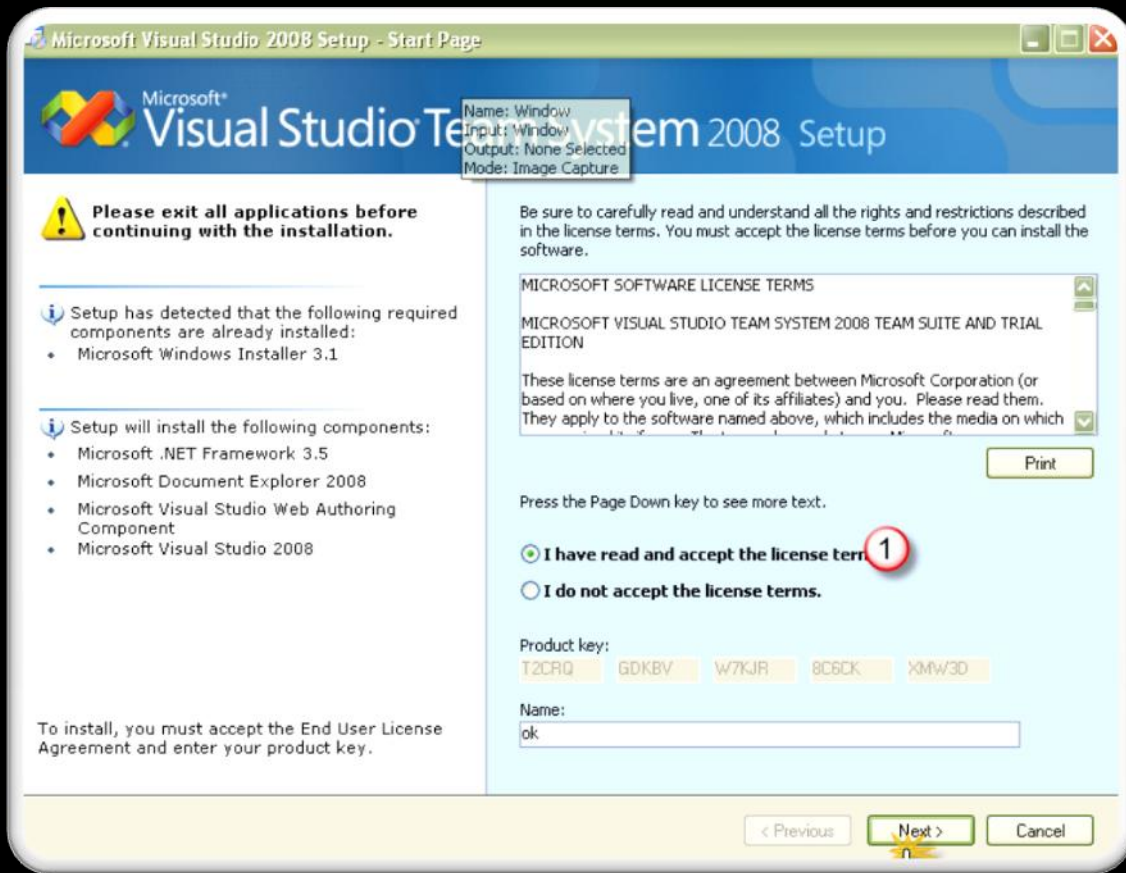 Microsoft Visual Studio 2008 Setup - Start Page
Microsoft®
Visual Studio Te System 2008 Setup
Name: Window
Input: Window
Output: None Selected
Mode: Image Capture
Please exit all applications before
continuing with the installation.
Setup has detected that the following required
components are already installed:
• Microsoft Windows Installer 3.1
Setup will install the following components:
• Microsoft .NET Framework 3.5
• Microsoft Document Explorer 2008
• Microsoft Visual Studio Web Authoring
Component
• Microsoft Visual Studio 2008
To install, you must accept the End User License
Agreement and enter your product key.
Be sure to carefully read and understand all the rights and restrictions described
in the license terms. You must accept the license terms before you can install the
software.
MICROSOFT SOFTWARE LICENSE TERMS
MICROSOFT VISUAL STUDIO TEAM SYSTEM 2008 TEAM SUITE AND TRIAL
EDITION
These license terms are an agreement between Microsoft Corporation (or
based on where you live, one of its affiliates) and you. Please read them.
They apply to the software named above, which includes the media on which
Print
Press the Page Down key to see more text.
I have read and accept the license term 1
I do not accept the license terms.
Product key:
T2CRQ GDKBV W7KJR 8C6CK XMW3D
Name:
ok
< Previous Next > Cancel